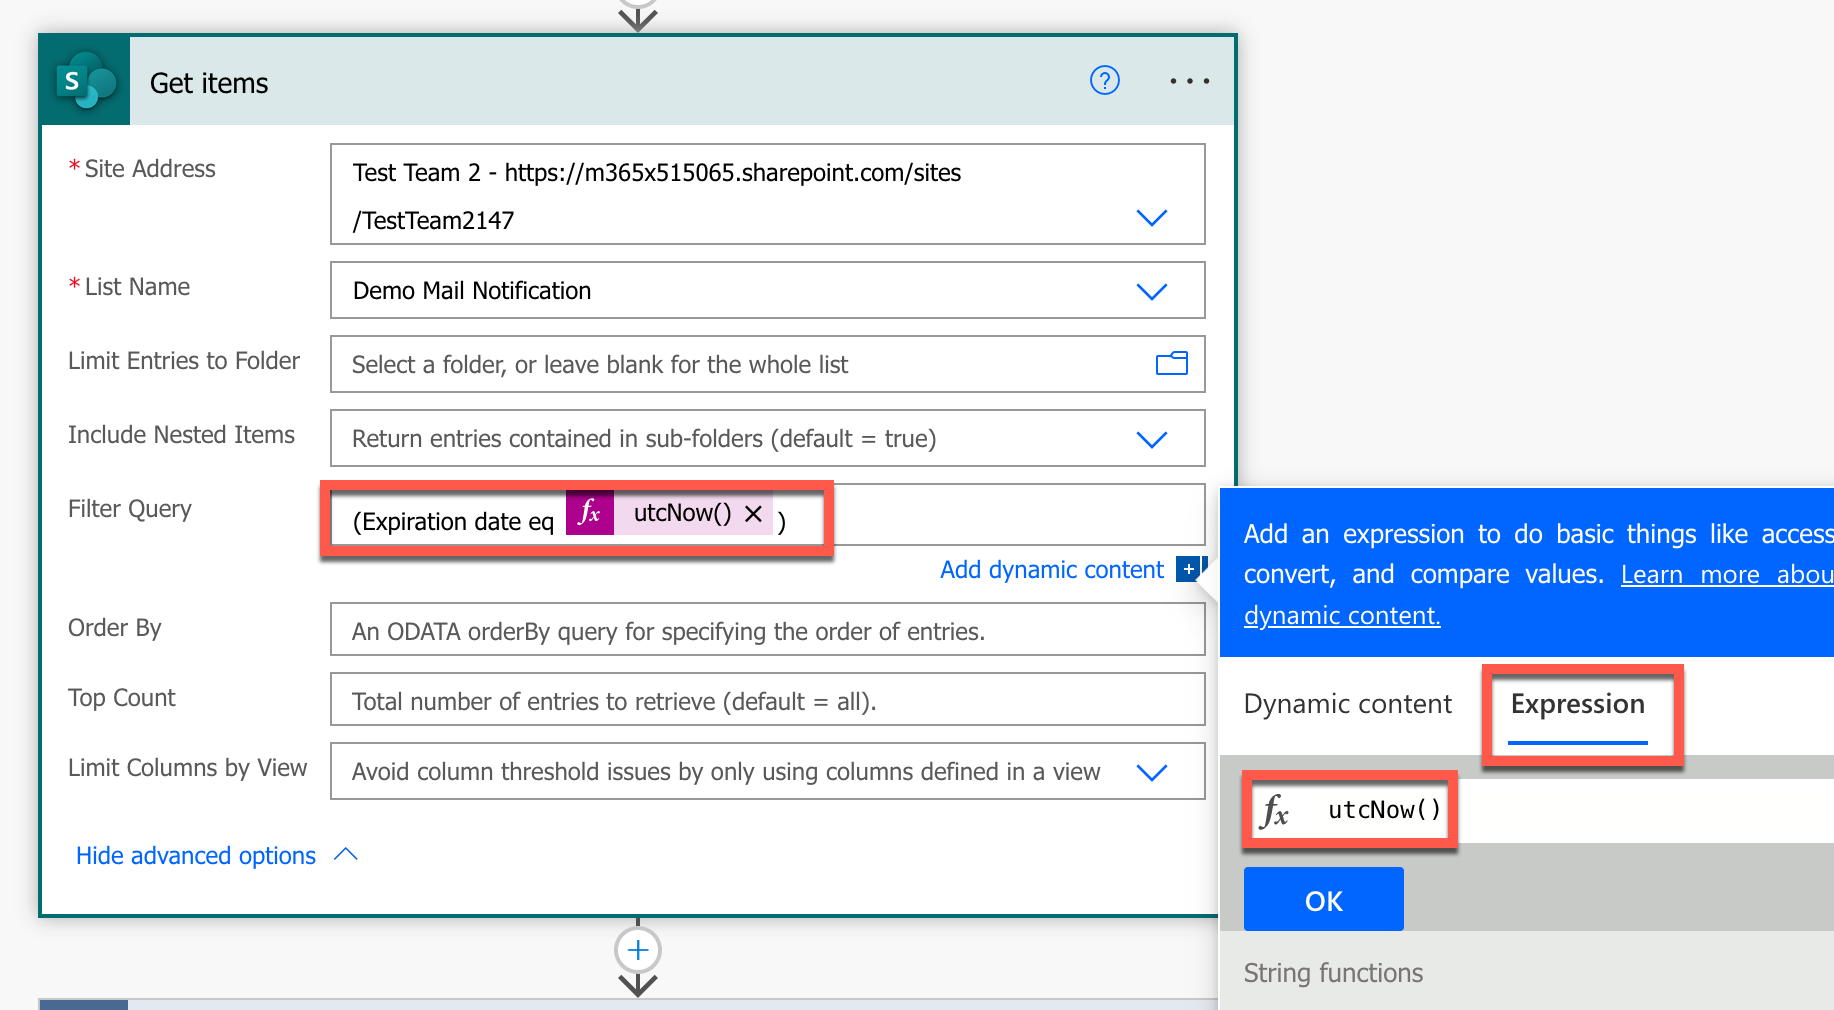 S
Get items
?
* Site Address
Test Team 2 - https://m365x515065.sharepoint.com/sites
/TestTeam2147
* List Name
Demo Mail Notification
Limit Entries to Folder
Select a folder, or leave blank for the whole list
Include Nested Items
Return entries contained in sub-folders (default = true)
Filter Query
(Expiration date eq fx utcNow() × )
Add dynamic content +
Order By
An ODATA orderBy query for specifying the order of entries.
Top Count
Total number of entries to retrieve (default = all).
Limit Columns by View
Avoid column threshold issues by only using columns defined in a view
Hide advanced options
Add an expression to do basic things like access
convert, and compare values. Learn more abou
dynamic content.
Dynamic content
Expression
fx utcNow()
OK
String functions